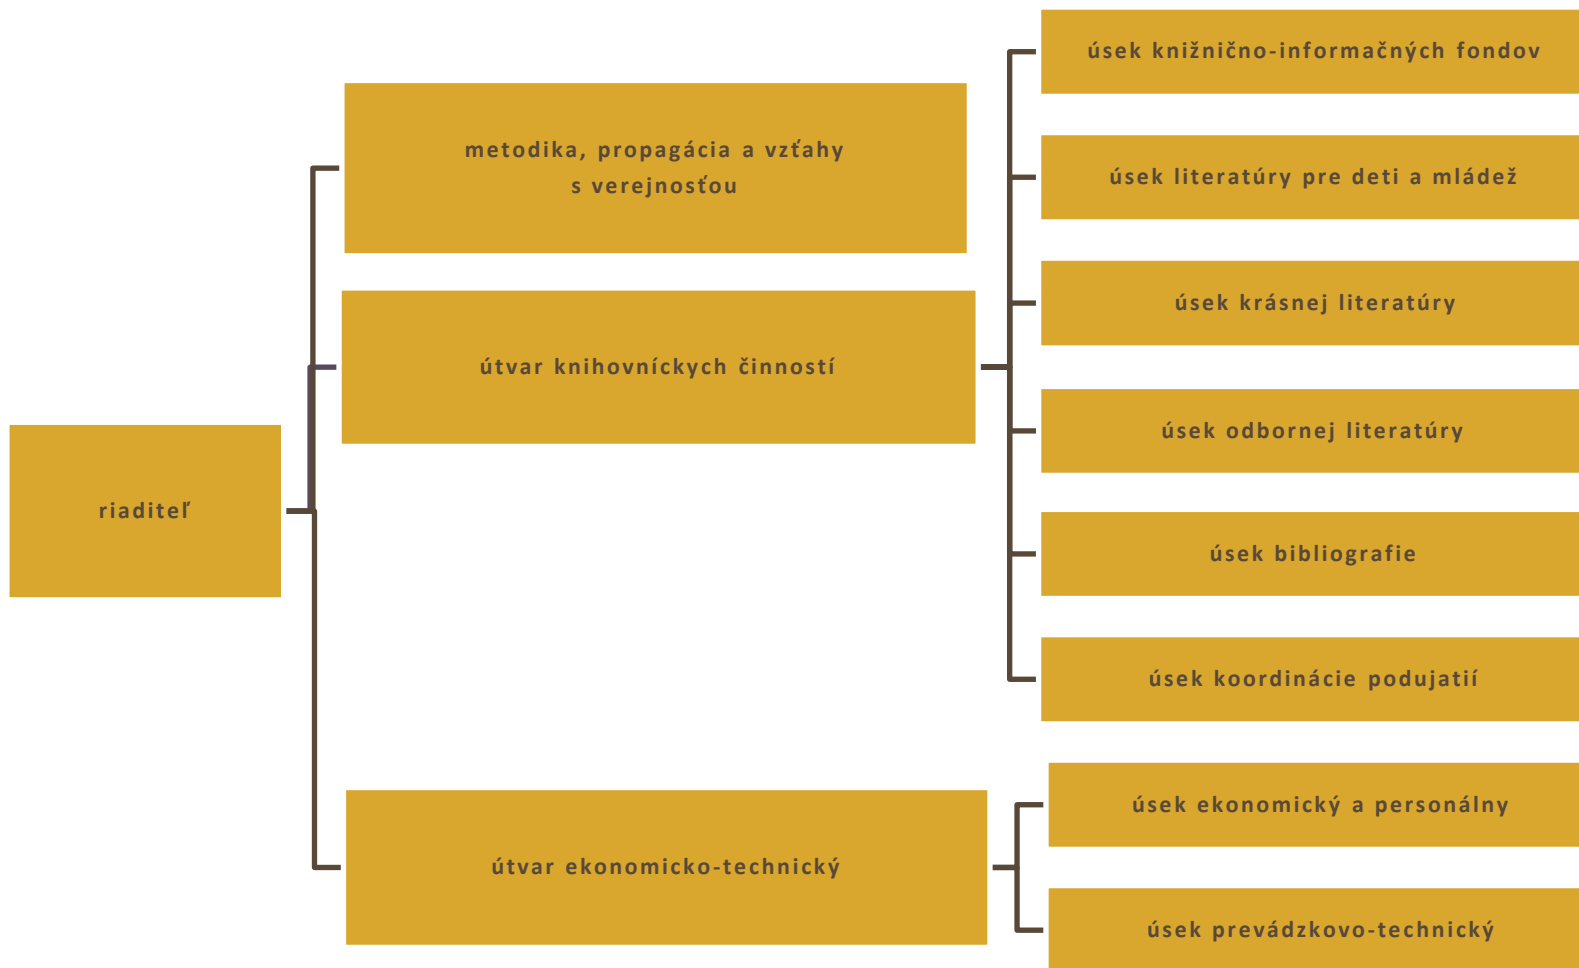 riaditeľ
metodika, propagácia a vzťahy
s verejnosťou
útvar knihovníckych činností
úsek knižnično-informačných fondov
úsek literatúry pre deti a mládež
úsek krásnej literatúry
úsek odbornej literatúry
úsek bibliografie
úsek koordinácie podujatií
útvar ekonomicko-technický
úsek ekonomický a personálny
úsek prevádzkovo-technický